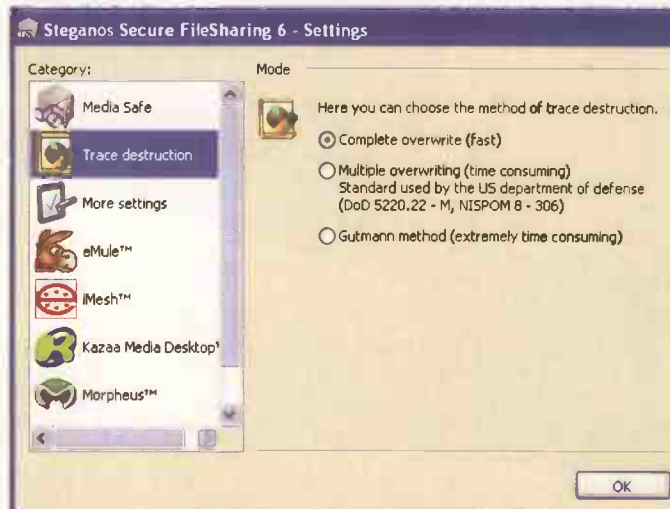 Steganos Secure FileSharing 6 - Settings
Category:
Media Safe
Trace destruction
More settings
eMule™
iMesh™
Kazaa Media Desktop
Morpheus™
Mode
Here you can choose the method of trace destruction.
Complete overwrite (fast)
Multiple overwriting (time consuming)
Standard used by the US department of defense
(DoD 5220.22 - M, NISPOM 8 - 306)
Gutmann method (extremely time consuming)
OK